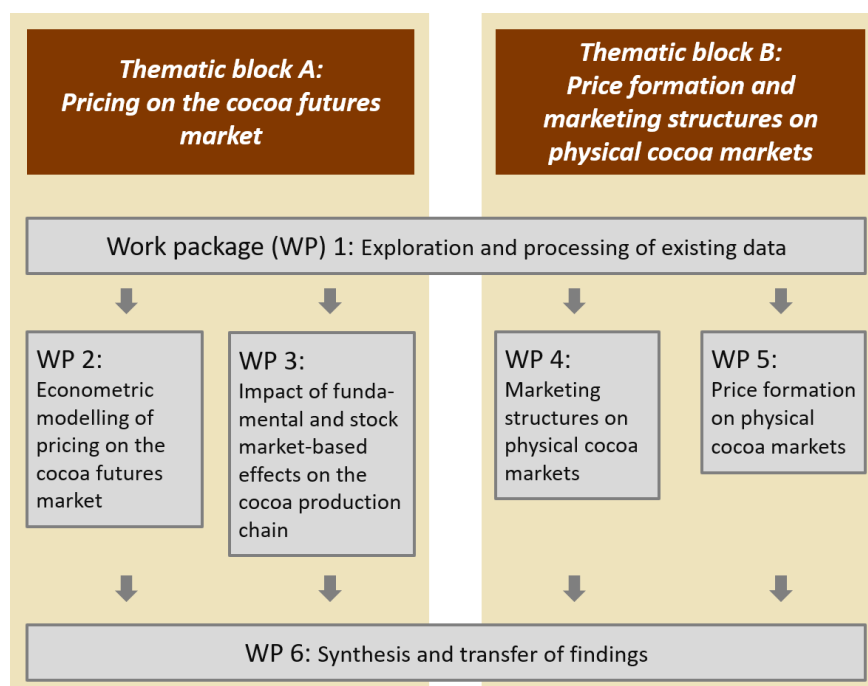 Thematic block A:
Pricing on the cocoa futures
market
Thematic block B:
Price formation and
marketing structures on
physical cocoa markets
Work package (WP) 1: Exploration and processing of existing data
WP 2:
Econometric
modelling of
pricing on the
cocoa futures
market
WP 3:
Impact of funda-
mental and stock
market-based
effects on the
cocoa production
chain
WP 4:
Marketing
structures on
physical cocoa
markets
WP 5:
Price formation
on physical
cocoa markets
WP 6: Synthesis and transfer of findings